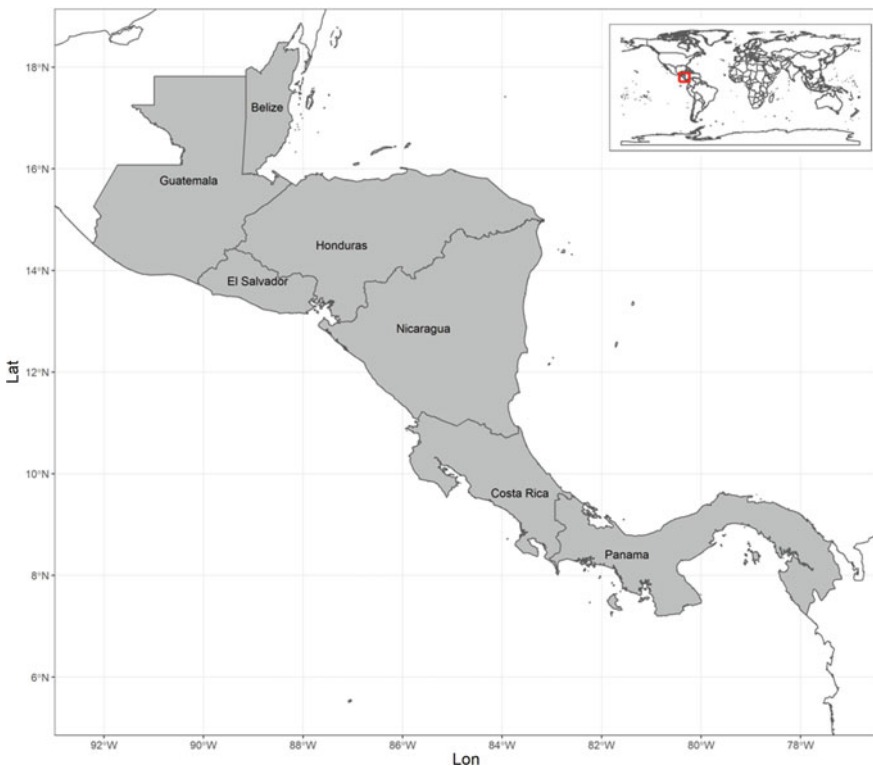 18°N
16°N
14°N
12°N
10°N
8°N
6°N
Lat
Belize
Guatemala
Honduras
El Salvador
Nicaragua
Costa Rica
Panama
92°W
90°W
88°W
86°W
84°W
82°W
80°W
78°W
Lon